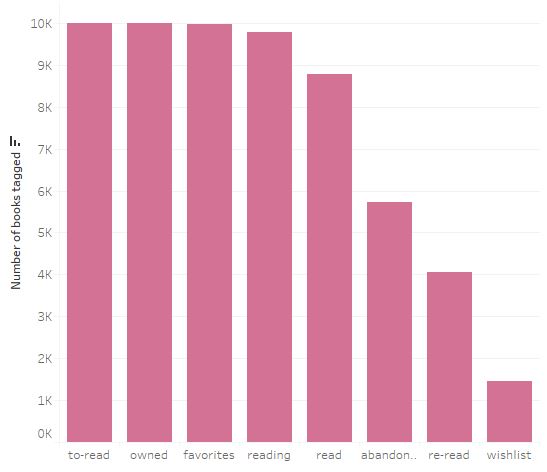 10K
9K
8K
7K
6K
5K
4K
3K
2K
1K
0K
Number of books tagged
to-read owned favorites reading read abandon.. re-read wishlist